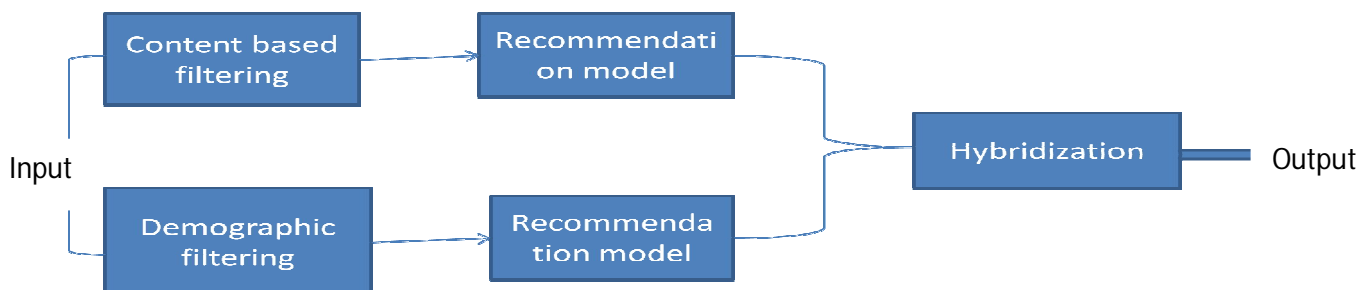 Input
Content based
filtering
Recommendati
on model
Demographic
filtering
Recommenda
tion model
Hybridization
Output